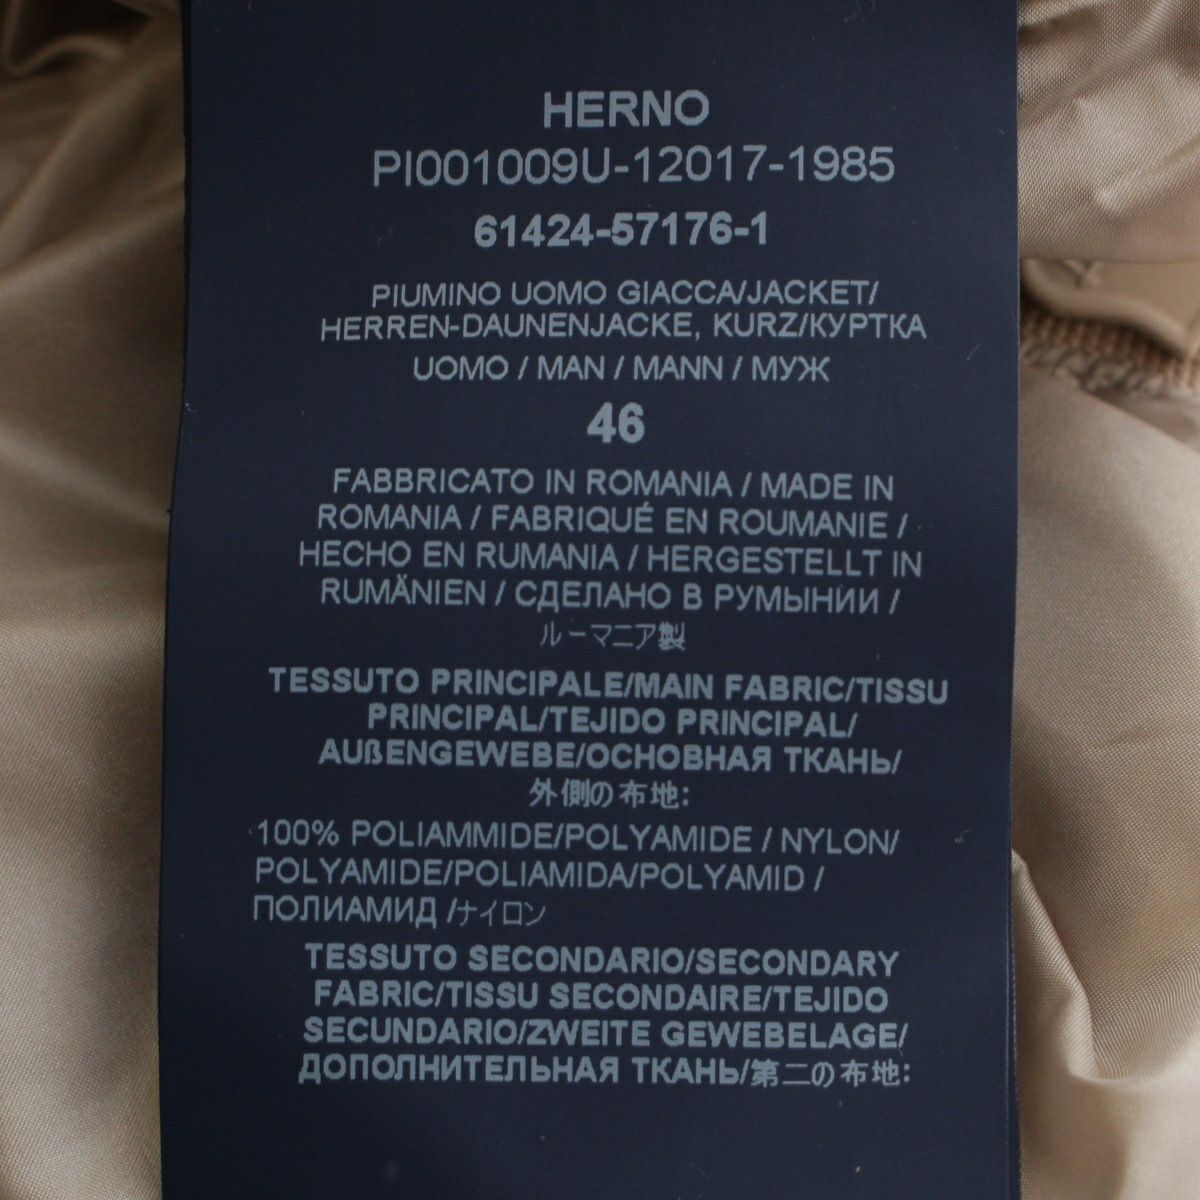 HERNO
PI001009U-12017-1985
61424-57176-1
PIUMINO UOMO GIACCA/JACKET/
HERREN-DAUNENJACKE, KURZ/КУРТКА
UOMO / MAN / MANN / МУЖ
46
FABBRICATO IN ROMANIA / MADE IN
ROMANIA / FABRIQUÉ EN ROUMANIE /
HECHO EN RUMANIA / HERGESTELLT IN
RUMÄNIEN / СДЕЛАНО В РУМЫНИИ /
ルーマニア製
TESSUTO PRINCIPALE/MAIN FABRIC/TISSU
PRINCIPAL/TEJIDO PRINCIPAL/
AUßENGEWEBE/ОСНОВНАЯ ТКАНЬ/
外側の布地:
100% POLIAMMIDE/POLYAMIDE / NYLON/
POLYAMIDE/POLIAMIDA/POLYAMID /
ПОЛИАМИД /ナイロン
TESSUTO SECONDARIO/SECONDARY
FABRIC/TISSU SECONDAIRE/TEJIDO
SECUNDARIO/ZWEITE GEWEBELAGE/
ДОПОЛНИТЕЛЬНАЯ ТКАНЬ/第二の布地: